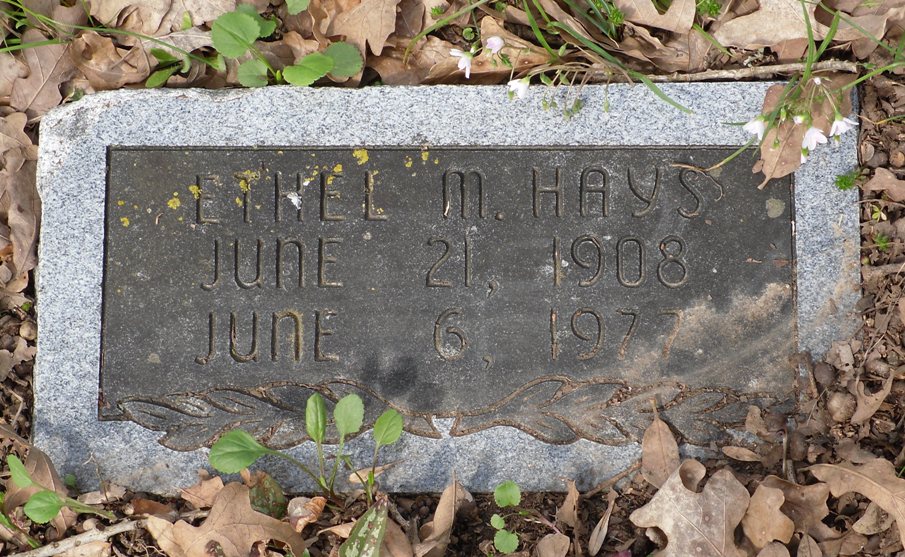 ETHEL M. HAYS
JUNE 21, 1908
JUNE 6, 1977